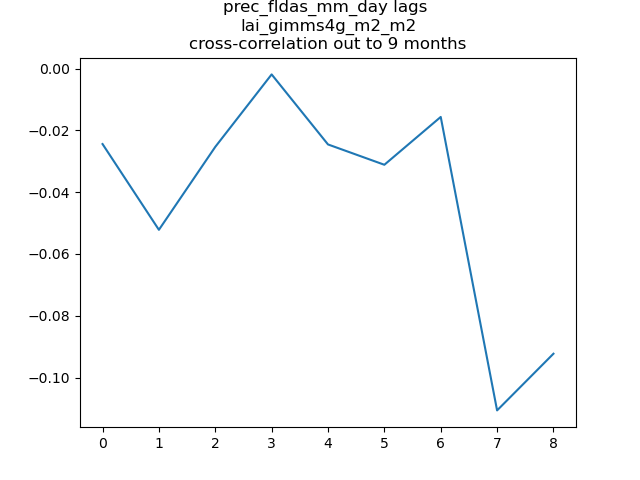 prec_fldas_mm_day lags
lai_gimms4g_m2_m2
cross-correlation out to 9 months
0.00
−0.02
−0.04
−0.06
−0.08
−0.10
0 1 2 3 4 5 6 7 8